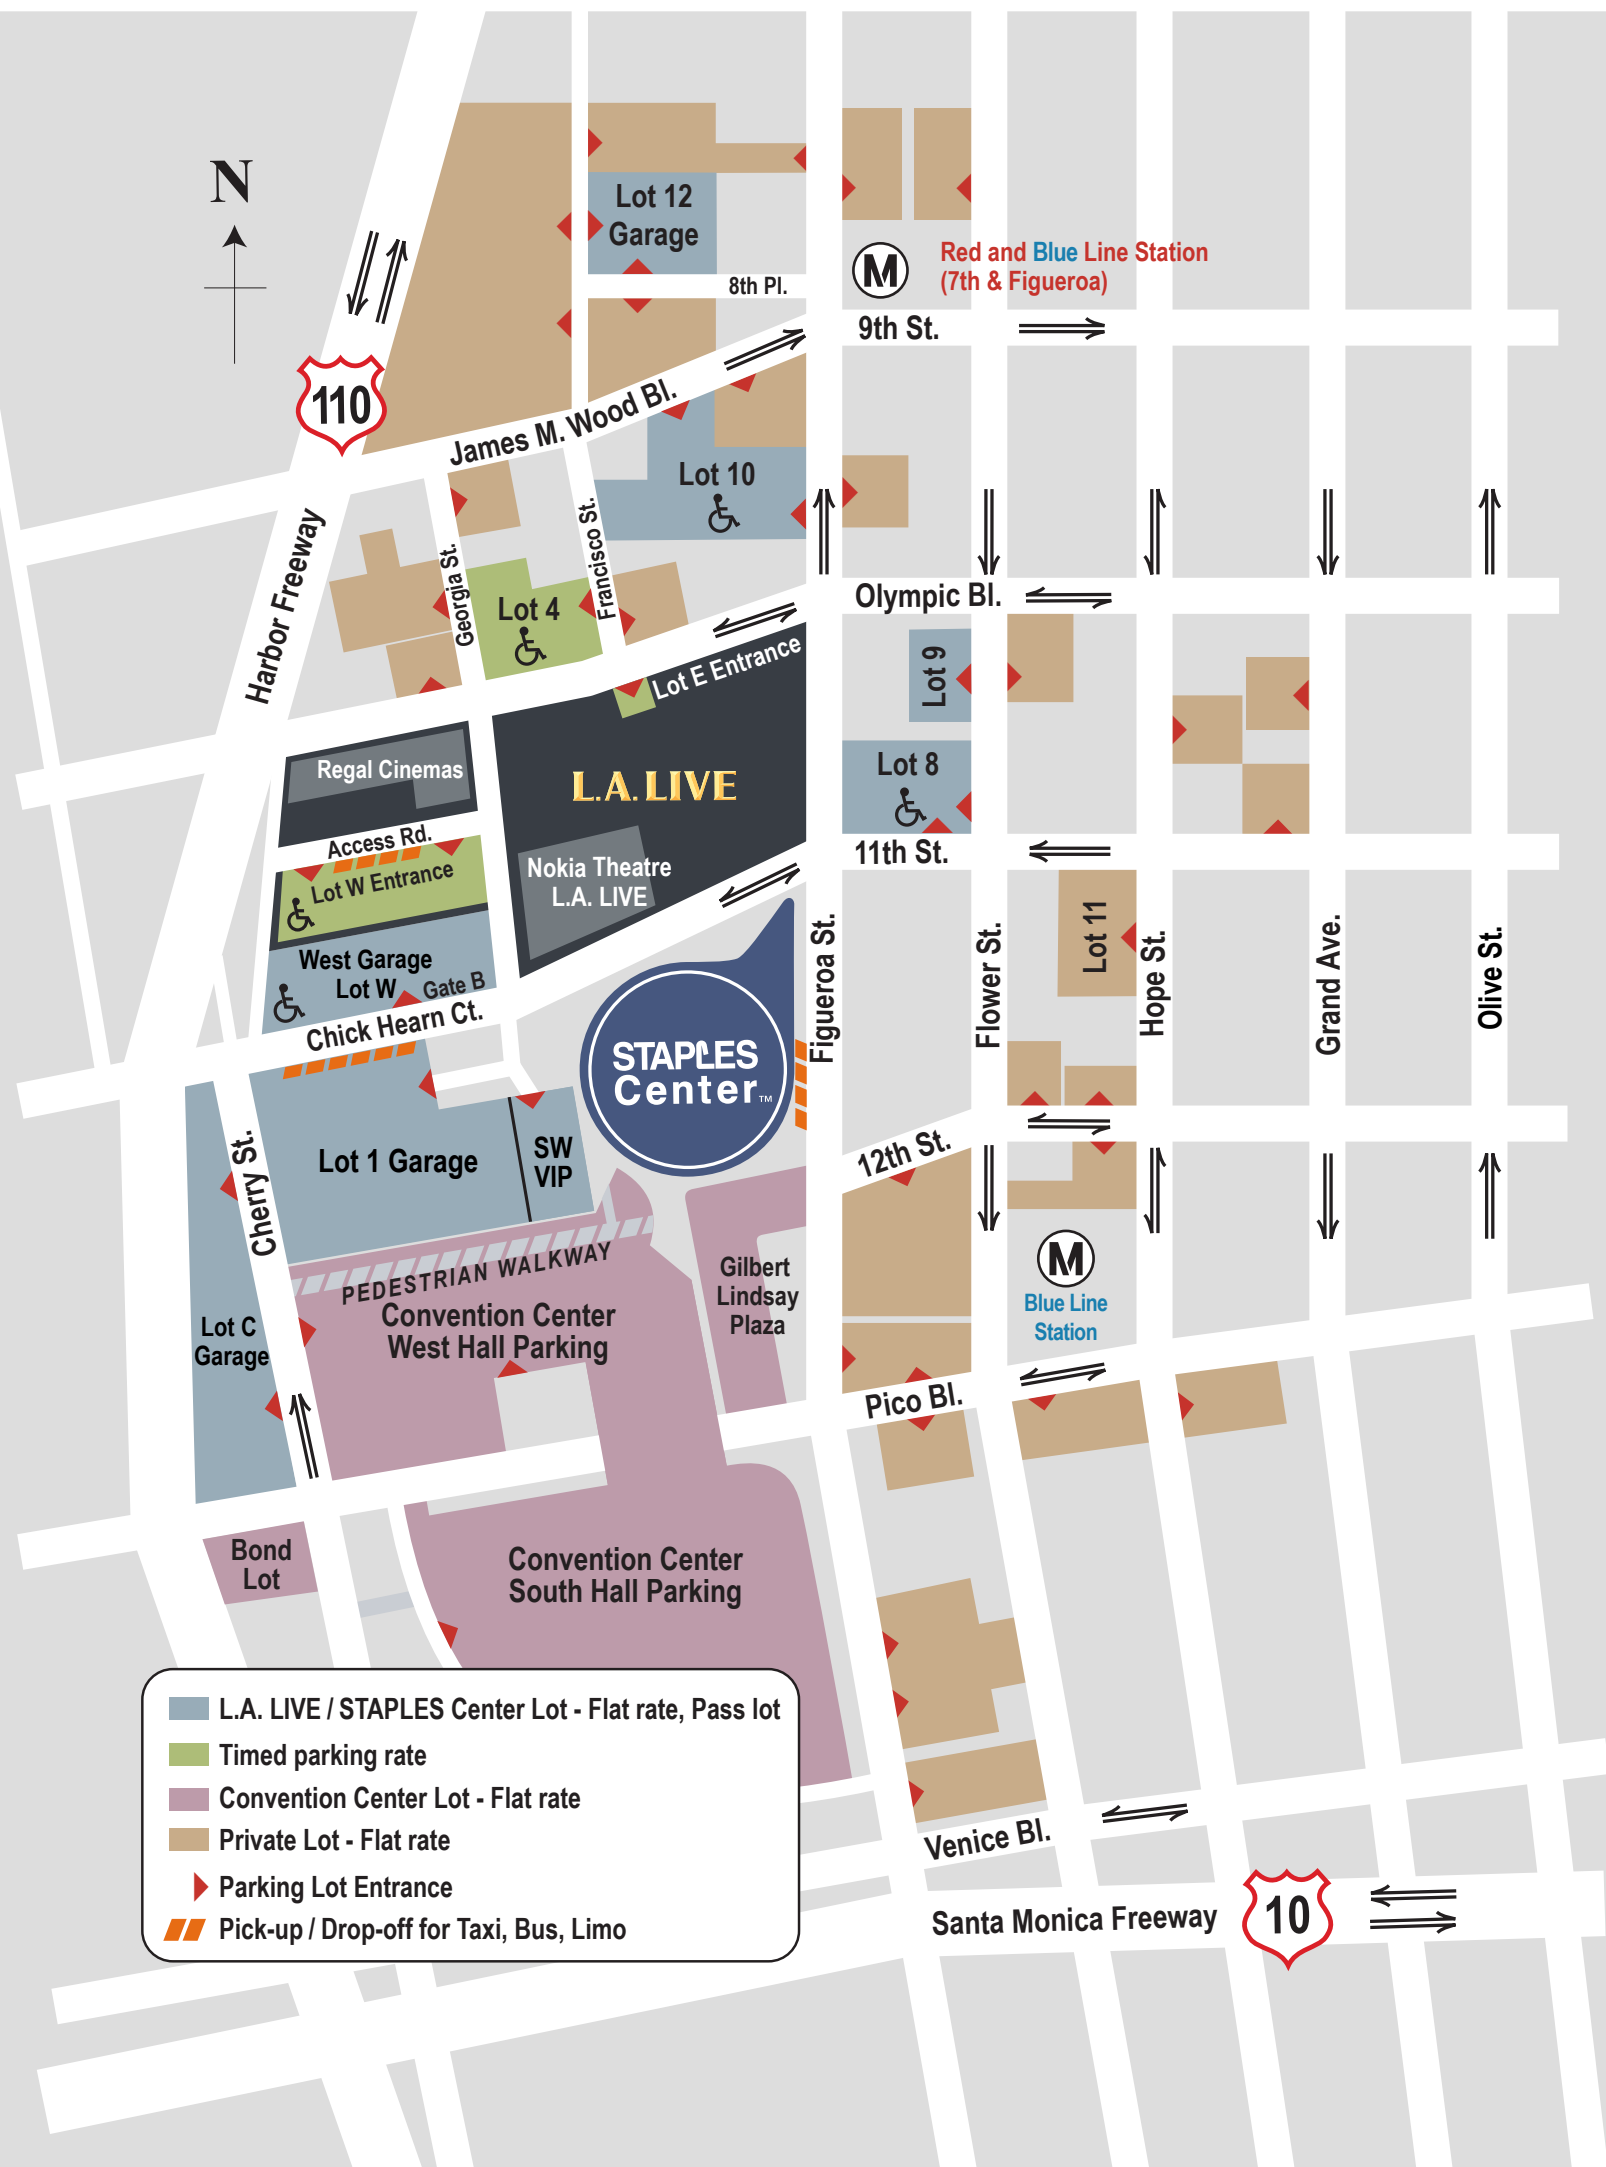 N
Lot 12
Garage
8th Pl.
M
Red and Blue Line Station
(7th & Figueroa)
9th St.
110
James M. Wood Bl.
Lot 10
Harbor Freeway
Georgia St.
Francisco St.
Lot 4
Olympic Bl.
Lot E Entrance
Lot 9
Regal Cinemas
L.A. LIVE
Lot 8
Access Rd.
Lot W Entrance
Nokia Theatre
L.A. LIVE
11th St.
West Garage
Lot W
Gate B
Chick Hearn Ct.
Figueroa St.
Flower St.
Lot 11
Hope St.
Grand Ave.
Olive St.
STAPLES
Center™
Cherry St.
Lot 1 Garage
SW
VIP
12th St.
PEDESTRIAN WALKWAY
Convention Center
West Hall Parking
Gilbert
Lindsay
Plaza
M
Blue Line
Station
Lot C
Garage
Pico Bl.
Bond
Lot
Convention Center
South Hall Parking
L.A. LIVE / STAPLES Center Lot - Flat rate, Pass lot
Timed parking rate
Convention Center Lot - Flat rate
Private Lot - Flat rate
Parking Lot Entrance
Pick-up / Drop-off for Taxi, Bus, Limo
Venice Bl.
Santa Monica Freeway
10